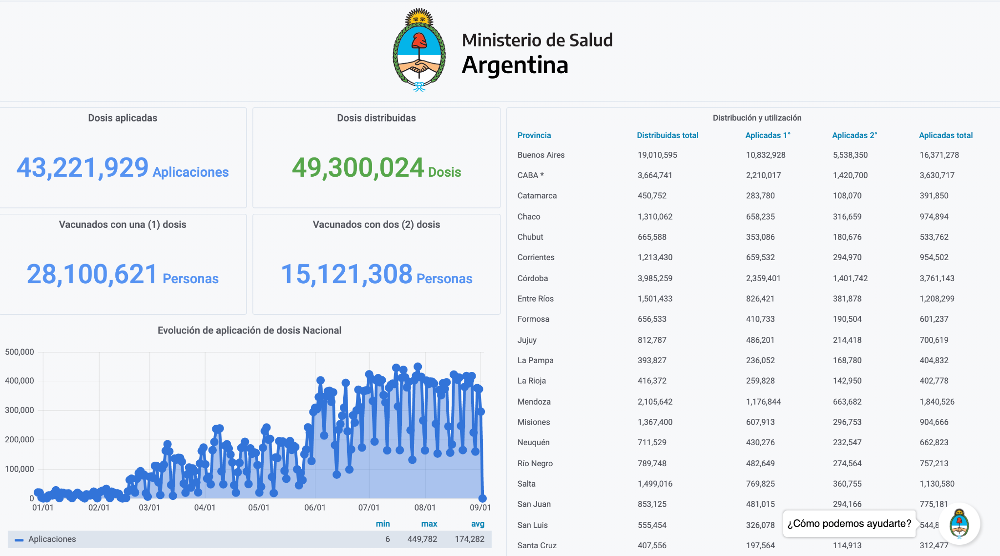 Ministerio de Salud
Argentina
Dosis aplicadas
43,221,929 Aplicaciones
Dosis distribuidas
49,300,024 Dosis
Vacunados con una (1) dosis
28,100,621 Personas
Vacunados con dos (2) dosis
15,121,308 Personas
Evolución de aplicación de dosis Nacional
500,000
400,000
300,000
200,000
100,000
0
01/01 02/01 03/01 04/01 05/01 06/01 07/01 08/01 09/01
min max avg
Aplicaciones 6 449,782 174,282
Distribución y utilización
Provincia Distribuidas total Aplicadas 1° Aplicadas 2° Aplicadas total
Buenos Aires 19,010,595 10,832,928 5,538,350 16,371,278
CABA * 3,664,741 2,210,017 1,420,700 3,630,717
Catamarca 450,752 283,780 108,070 391,850
Chaco 1,310,062 658,235 316,659 974,894
Chubut 665,588 353,086 180,676 533,762
Corrientes 1,213,430 659,532 294,970 954,502
Córdoba 3,985,259 2,359,401 1,401,742 3,761,143
Entre Ríos 1,501,433 826,421 381,878 1,208,299
Formosa 656,533 410,733 190,504 601,237
Jujuy 812,787 486,201 214,418 700,619
La Pampa 393,827 236,052 168,780 404,832
La Rioja 416,372 259,828 142,950 402,778
Mendoza 2,105,642 1,176,844 663,682 1,840,526
Misiones 1,367,400 607,913 296,753 904,666
Neuquén 711,529 430,276 232,547 662,823
Río Negro 789,748 482,649 274,564 757,213
Salta 1,499,016 769,825 360,755 1,130,580
San Juan 853,125 481,015 294,166 775,181
San Luis 555,454 326,078
¿Cómo podemos ayudarte?
Santa Cruz 407,556 197,564 114,913 312,477